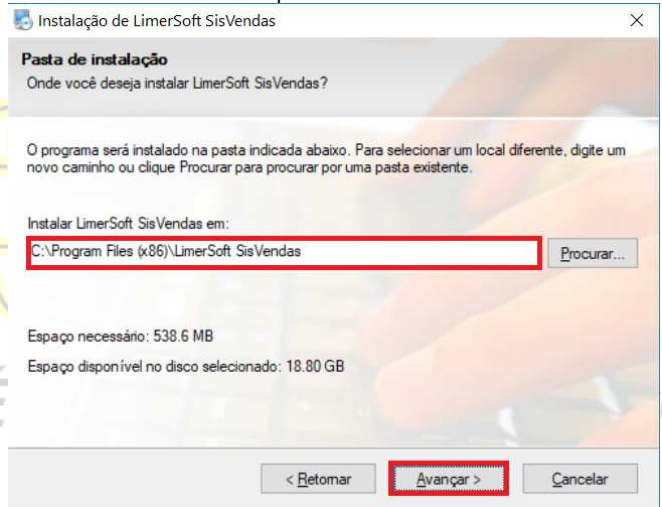 Instalação de LimerSoft SisVendas
Pasta de instalação
Onde você deseja instalar LimerSoft SisVendas?
O programa será instalado na pasta indicada abaixo. Para selecionar um local diferente, digite um
novo caminho ou clique Procurar para procurar por uma pasta existente.
Instalar LimerSoft SisVendas em:
C:\Program Files (x86)\LimerSoft SisVendas
Procurar...
Espaço necessário: 538.6 MB
Espaço disponível no disco selecionado: 18.80 GB
< Retornar
Avançar >
Cancelar